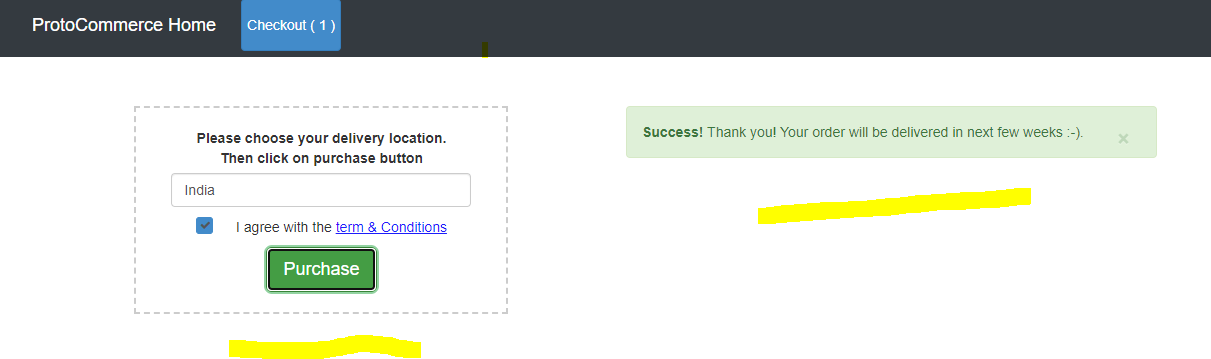 ProtoCommerce Home
Checkout ( 1 )
Please choose your delivery location.
Then click on purchase button
India
I agree with the term & Conditions
Purchase
Success! Thank you! Your order will be delivered in next few weeks :-).
×